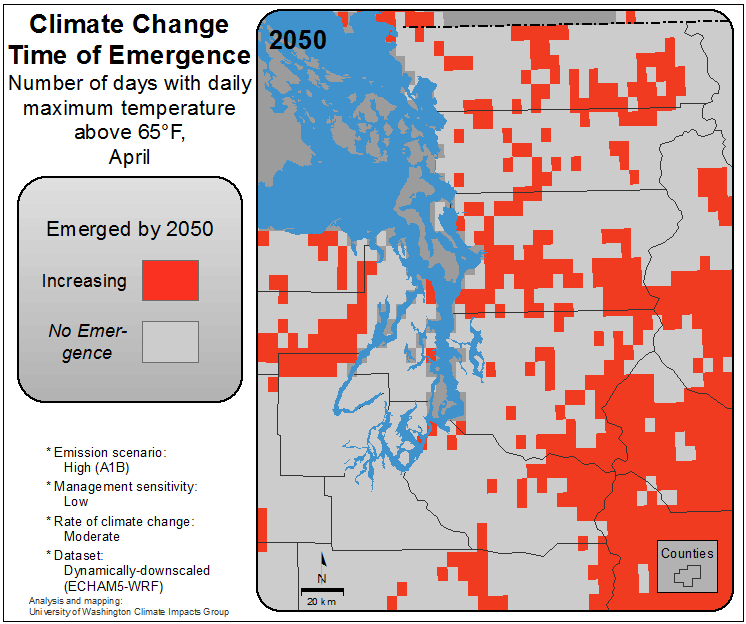 Climate Change
Time of Emergence
Number of days with daily
maximum temperature
above 65°F,
April
Emerged by 2050
Increasing
No Emer-
gence
* Emission scenario:
High (A1B)
* Management sensitivity:
Low
* Rate of climate change:
Moderate
* Dataset:
Dynamically-downscaled
(ECHAM5-WRF)
Analysis and mapping:
University of Washington Climate Impacts Group
2050
N
20 km
Counties